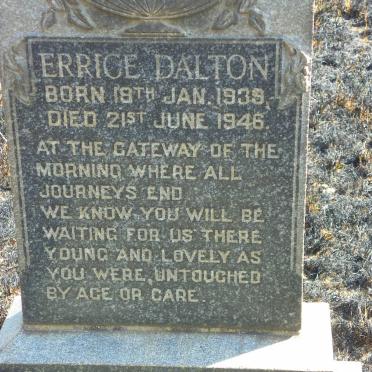 ERRICE DALTON
BORN 19TH JAN. 1939.
DIED 21ST JUNE 1946.
AT THE GATEWAY OF THE
MORNING WHERE ALL
JOURNEYS END
WE KNOW YOU WILL BE
WAITING FOR US THERE
YOUNG AND LOVELY AS
YOU WERE, UNTOUCHED
BY AGE OR CARE.